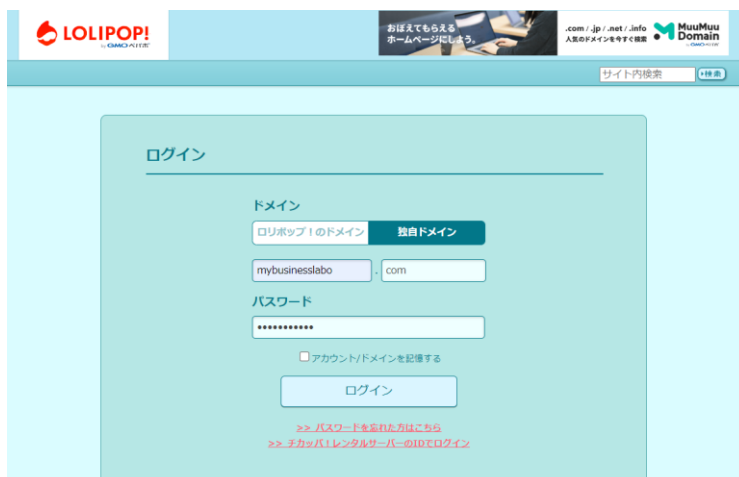 LOLIPOP!
by GMOペパボ
おぼえてもらえる
ホームページにしよう。
.com / .jp / .net / .info
人気のドメインを今すぐ検索
MuuMuu
Domain
by GMOペパボ
サイト内検索
検索
ログイン
ドメイン
ロリポップ！のドメイン 独自ドメイン
mybusinesslabo . com
パスワード
•••••••••••
アカウント/ドメインを記憶する
ログイン
>> パスワードを忘れた方はこちら
>> チカッパ！レンタルサーバーのIDでログイン